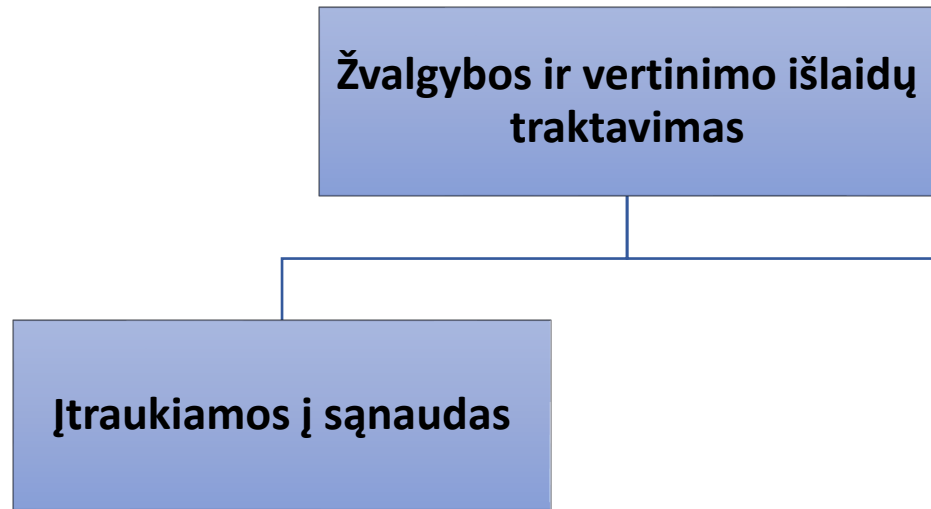 Žvalgybos ir vertinimo išlaidų
traktavimas
Įtraukiamos į sąnaudas